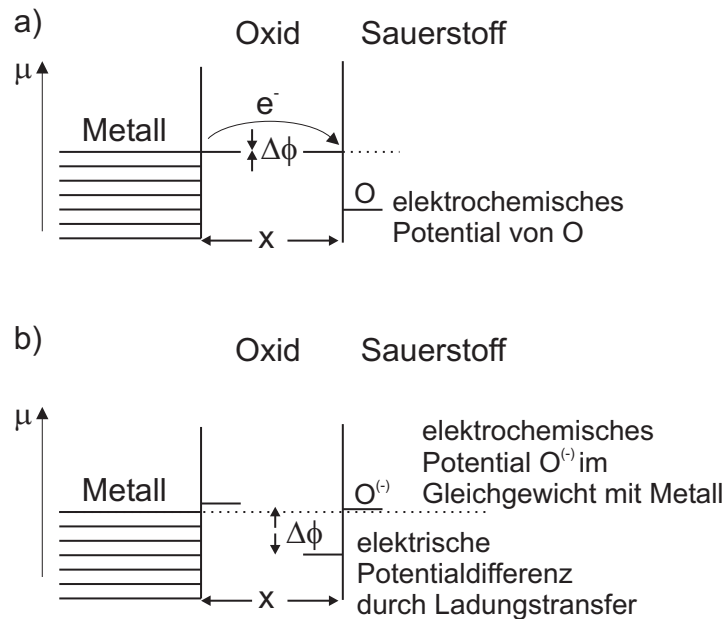 a)
Oxid Sauerstoff
μ
Metall
e-
Δϕ
O
elektrochemisches
Potential von O
x
b)
Oxid Sauerstoff
μ
elektrochemisches
Potential O(-) im
Gleichgewicht mit Metall
Metall
O(-)
Δϕ
elektrische
Potentialdifferenz
durch Ladungstransfer
x